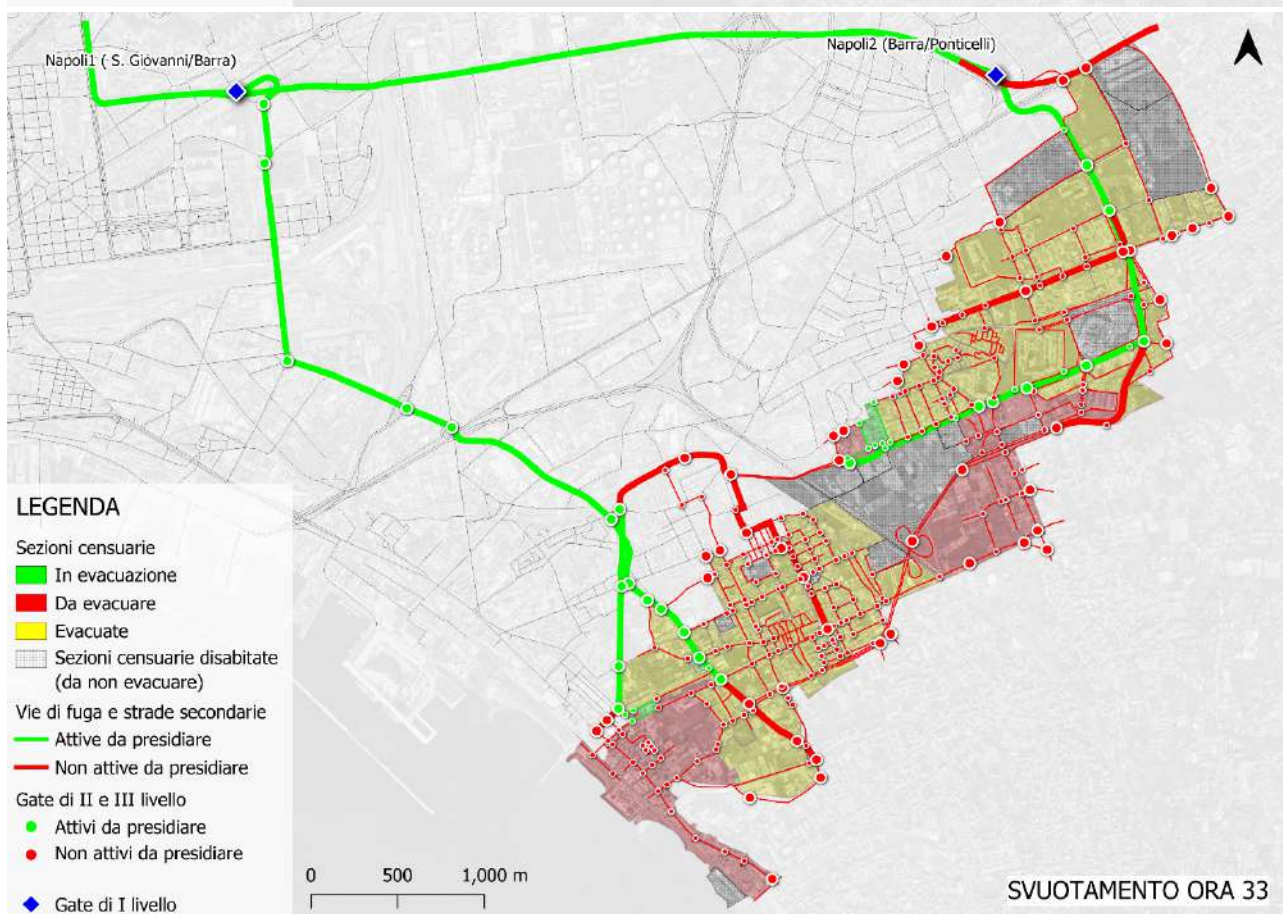 Napoli1 ( S. Giovanni/Barra)
Napoli2 (Barra/Ponticelli)
LEGENDA
Sezioni censuarie
In evacuazione
Da evacuare
Evacuate
Sezioni censuarie disabitate
(da non evacuare)
Vie di fuga e strade secondarie
Attive da presidiare
Non attive da presidiare
Gate di II e III livello
Attivi da presidiare
Non attivi da presidiare
Gate di I livello
0 500 1,000 m
SVUOTAMENTO ORA 33